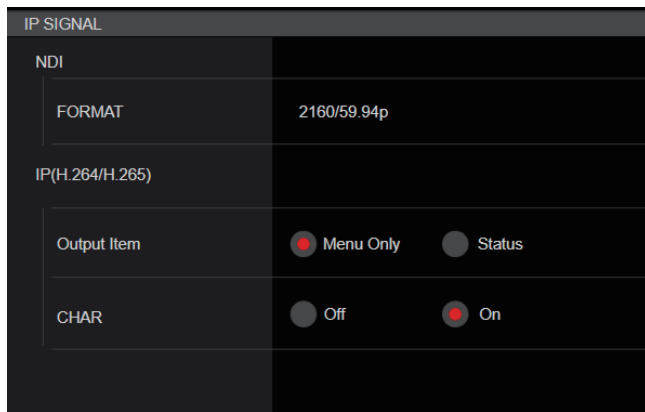 IP SIGNAL
NDI
FORMAT 2160/59.94p
IP(H.264/H.265)
Output Item Menu Only Status
CHAR Off On